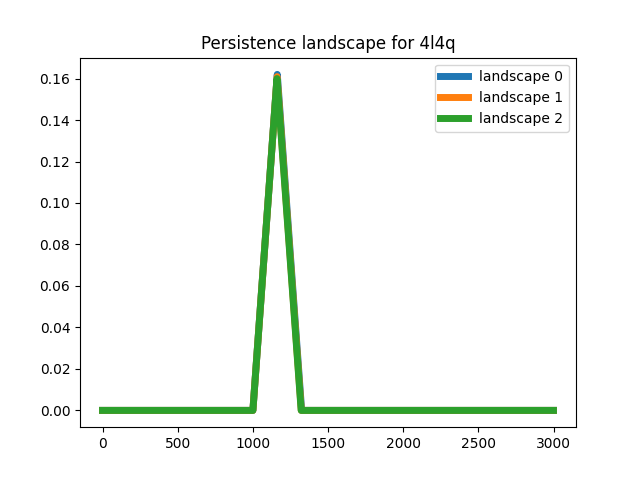 Persistence landscape for 4l4q
landscape 0
landscape 1
landscape 2
0.16
0.14
0.12
0.10
0.08
0.06
0.04
0.02
0.00
0 500 1000 1500 2000 2500 3000